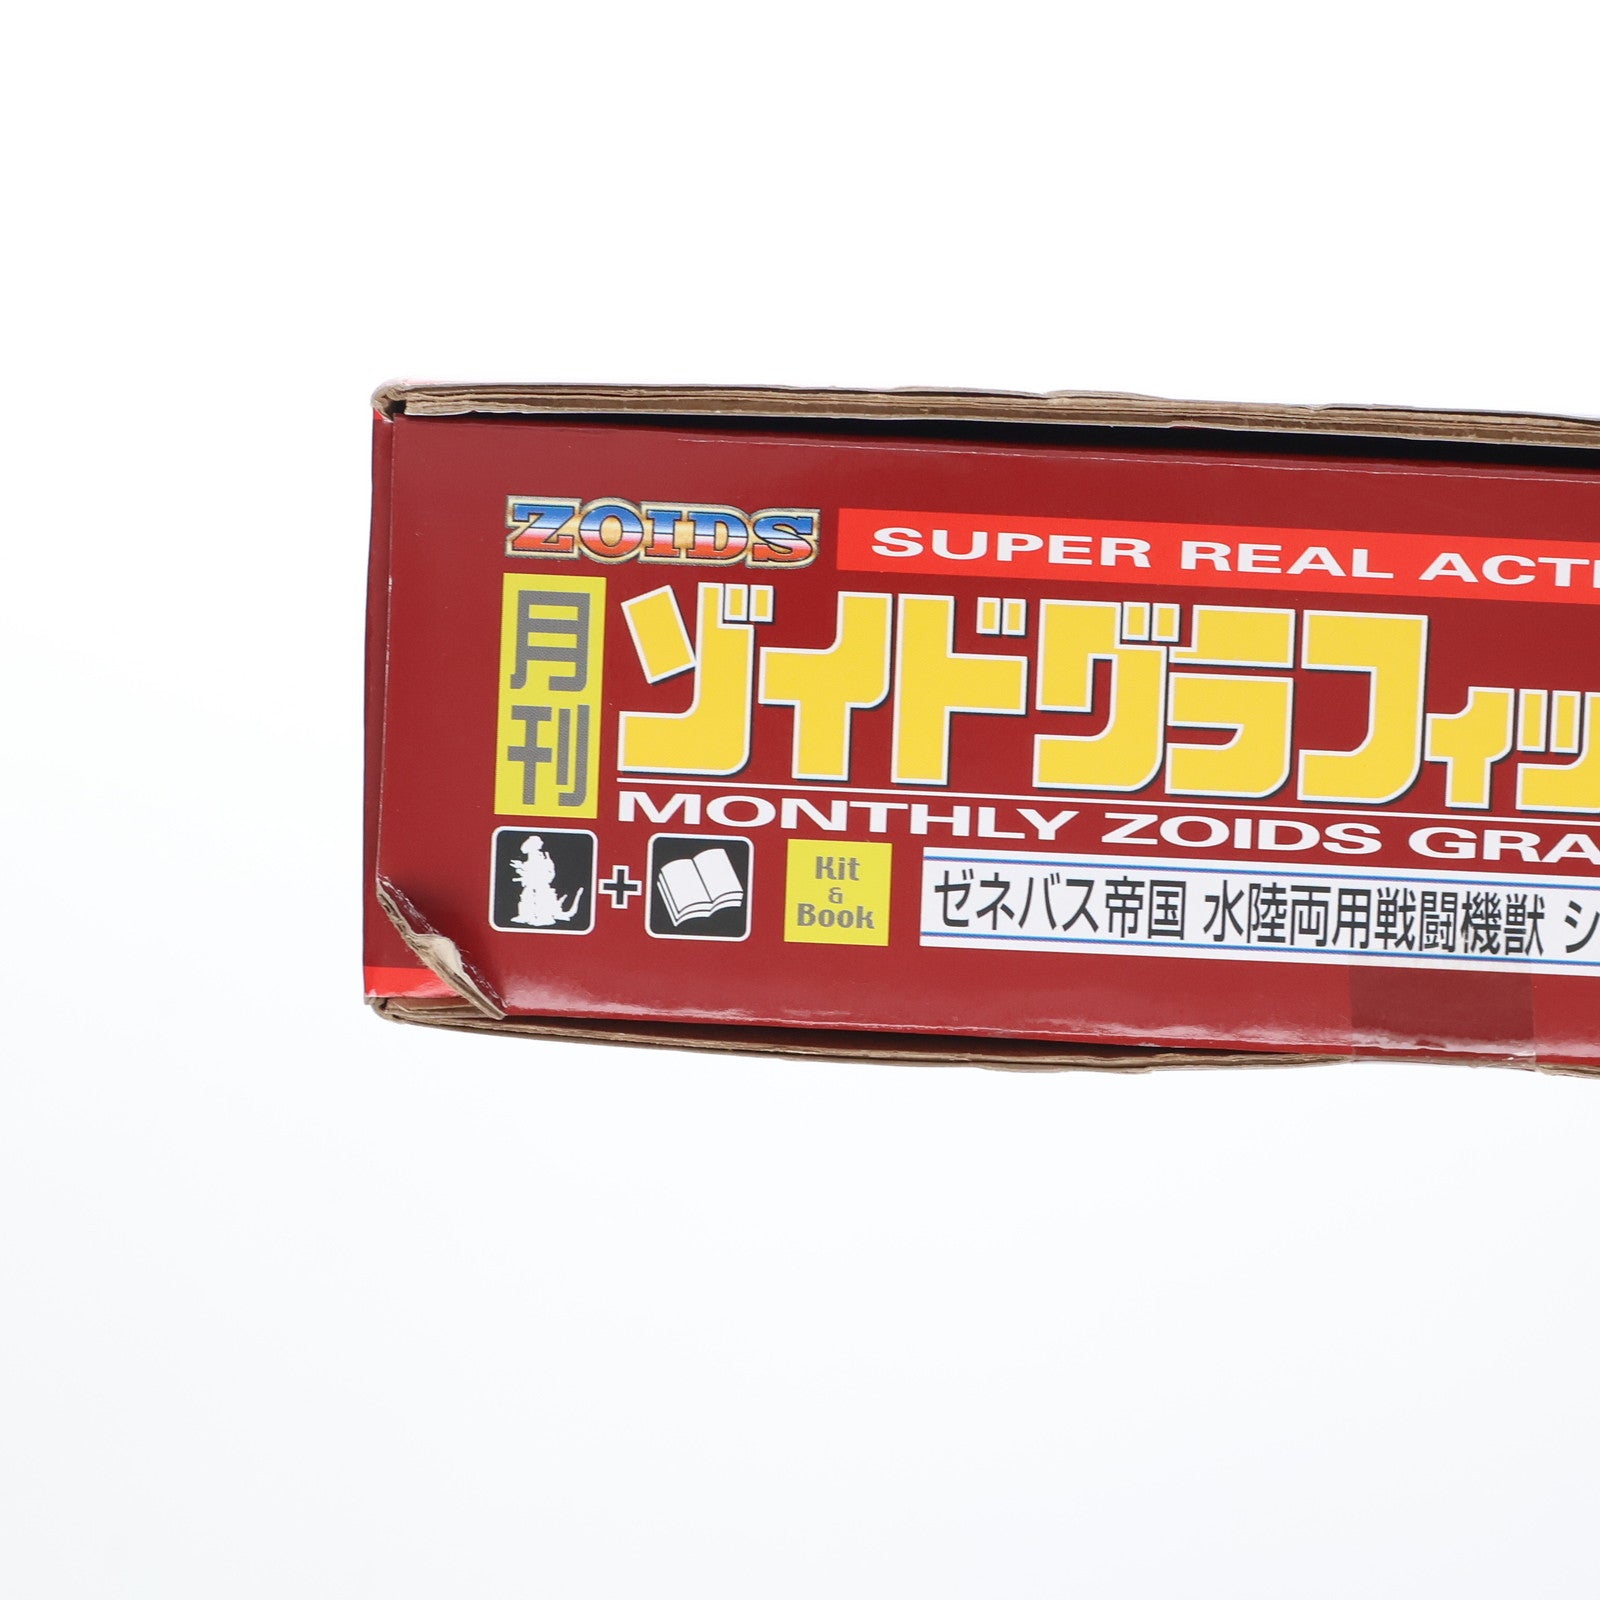 ZOIDS
SUPER REAL ACTI
月刊
ゾイドグラフィッ
MONTHLY ZOIDS GRA
+
Kit
&
Book
ゼネバス帝国 水陸両用戦闘機獣 シ